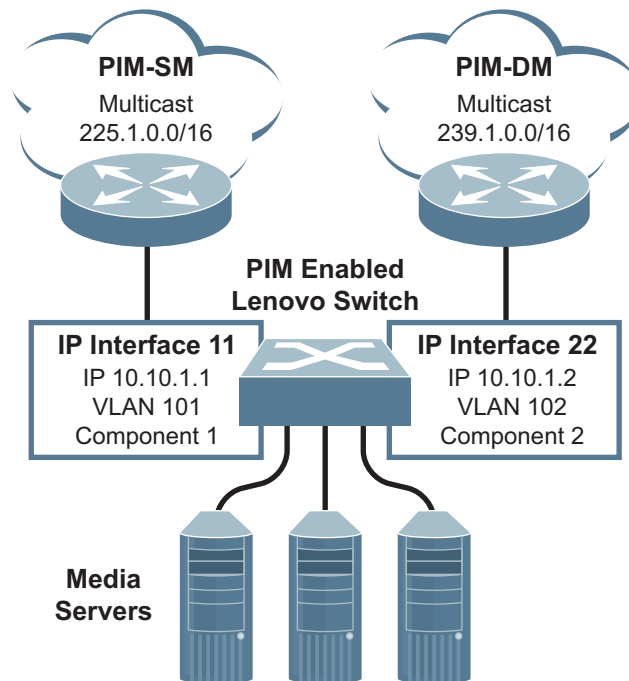 PIM-SM
Multicast
225.1.0.0/16
PIM-DM
Multicast
239.1.0.0/16
PIM Enabled
Lenovo Switch
IP Interface 11
IP 10.10.1.1
VLAN 101
Component 1
IP Interface 22
IP 10.10.1.2
VLAN 102
Component 2
Media
Servers